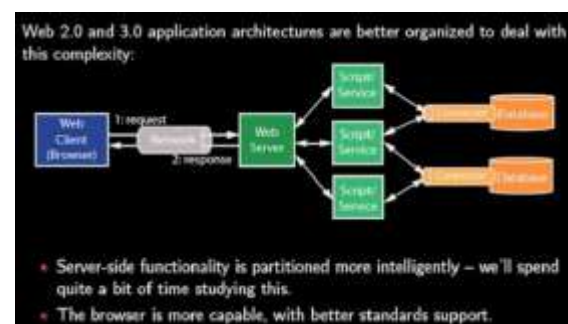 Web 2.0 and 3.0 application architectures are better organized to deal with
this complexity:
Web
Client
(Browser)
1: request
Network
2: response
Web
Server
Script/
Service
Script/
Service
Script/
Service
Database
Database
• Server-side functionality is partitioned more intelligently – we'll spend
quite a bit of time studying this.
• The browser is more capable, with better standards support.